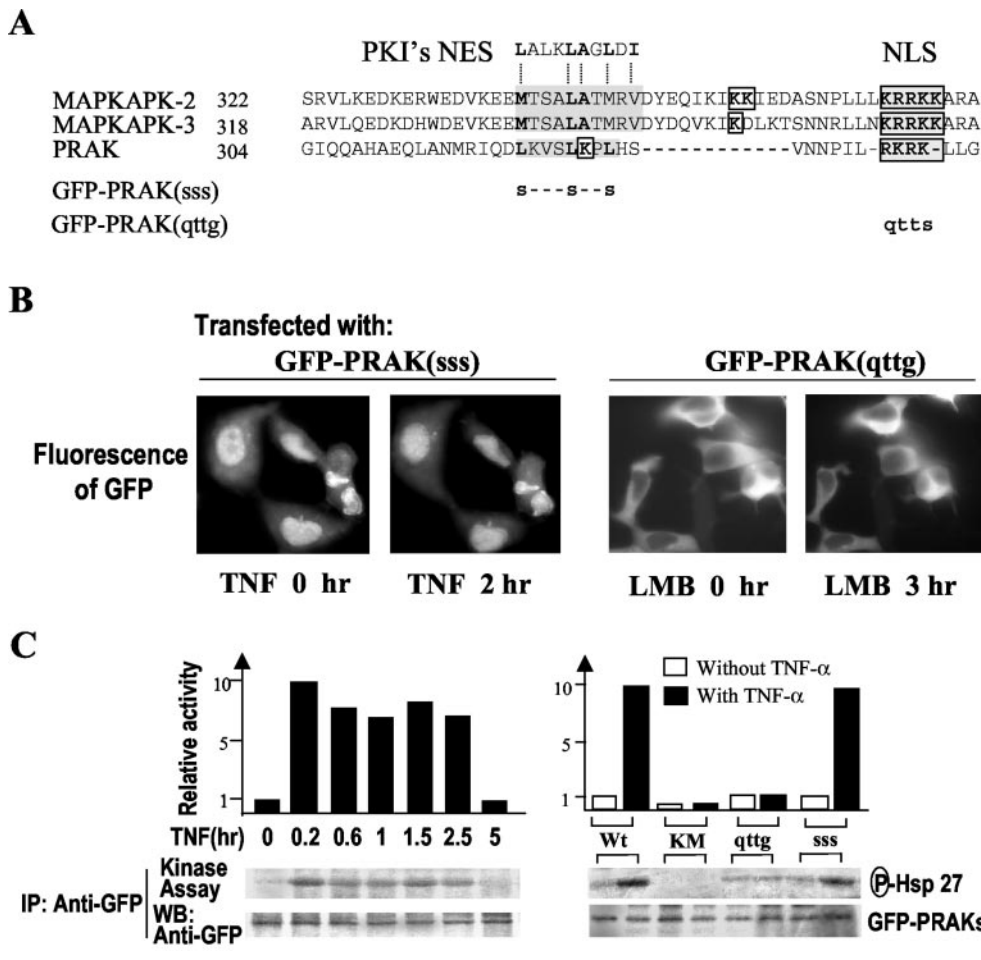 A
PKI's NES LALKLAGLDI NLS
MAPKAPK-2 322 SRVLKEDKERWEDVKEEMTSALATMRVDYEQIKIKKIEDASNPLLLKRRKKARA
MAPKAPK-3 318 ARVLQEDKDHWDEVKEEMTSALATMRVDYDQVKIKDLKTSNNRLLNKRRKKARA
PRAK 304 GIQQAHAEQLANMRIQDLKVSLKPLHS-------------VNNPIL-RKRK-LLG
GFP-PRAK(sss) s---s--s
GFP-PRAK(qttg) qtts
B
Transfected with:
GFP-PRAK(sss) GFP-PRAK(qttg)
Fluorescence
of GFP
TNF 0 hr TNF 2 hr LMB 0 hr LMB 3 hr
C
Relative activity
10
5
1
TNF(hr) 0 0.2 0.6 1 1.5 2.5 5
Without TNF-α
With TNF-α
10
5
1
Wt KM qttg sss
IP: Anti-GFP
Kinase
Assay
WB:
Anti-GFP
P-Hsp 27
GFP-PRAKs